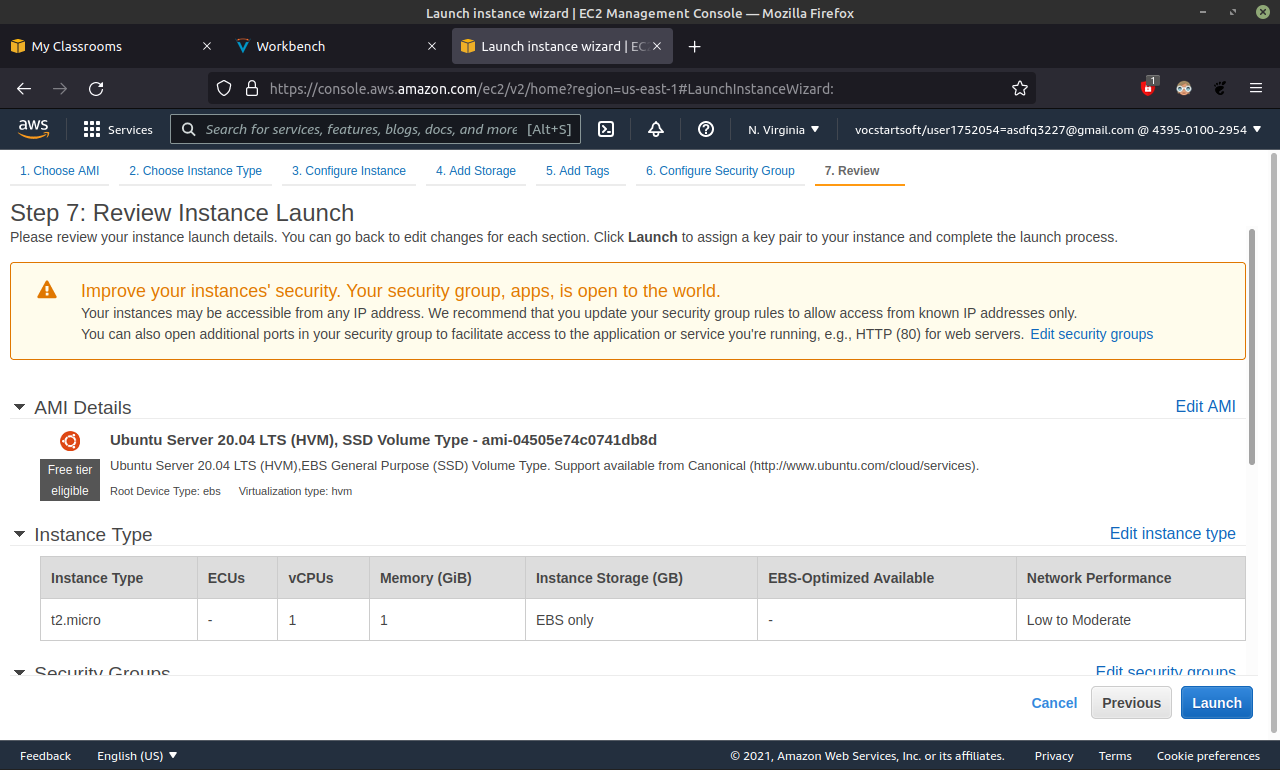 Launch instance wizard | EC2 Management Console — Mozilla Firefox
My Classrooms
Workbench
Launch instance wizard | EC
1
https://console.aws.amazon.com/ec2/v2/home?region=us-east-1#LaunchInstanceWizard:
aws
Services
Search for services, features, blogs, docs, and more [Alt+S]
N. Virginia
vocstartsoft/user1752054=asdfq3227@gmail.com @ 4395-0100-2954
1. Choose AMI
2. Choose Instance Type
3. Configure Instance
4. Add Storage
5. Add Tags
6. Configure Security Group
7. Review
Step 7: Review Instance Launch
Please review your instance launch details. You can go back to edit changes for each section. Click Launch to assign a key pair to your instance and complete the launch process.
Improve your instances' security. Your security group, apps, is open to the world.
Your instances may be accessible from any IP address. We recommend that you update your security group rules to allow access from known IP addresses only.
You can also open additional ports in your security group to facilitate access to the application or service you're running, e.g., HTTP (80) for web servers. Edit security groups
AMI Details
Edit AMI
Ubuntu Server 20.04 LTS (HVM), SSD Volume Type - ami-04505e74c0741db8d
Free tier
eligible
Ubuntu Server 20.04 LTS (HVM),EBS General Purpose (SSD) Volume Type. Support available from Canonical (http://www.ubuntu.com/cloud/services).
Root Device Type: ebs Virtualization type: hvm
Instance Type
Edit instance type
Instance Type ECUs vCPUs Memory (GiB) Instance Storage (GB) EBS-Optimized Available Network Performance
t2.micro - 1 1 EBS only - Low to Moderate
Security Groups
Edit security groups
Cancel
Previous
Launch
Feedback
English (US)
© 2021, Amazon Web Services, Inc. or its affiliates.
Privacy
Terms
Cookie preferences